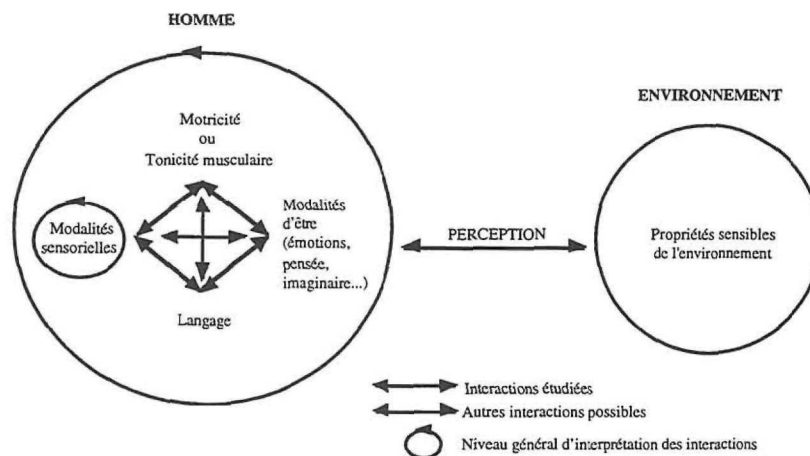 HOMME
Motricité
ou
Tonicité musculaire
Modalités
sensorielles
Modalités
d'être
(émotions,
pensée,
imaginaire...)
Langage
PERCEPTION
ENVIRONNEMENT
Propriétés sensibles
de l'environnement
Interactions étudiées
Autres interactions possibles
Niveau général d'interprétation des interactions